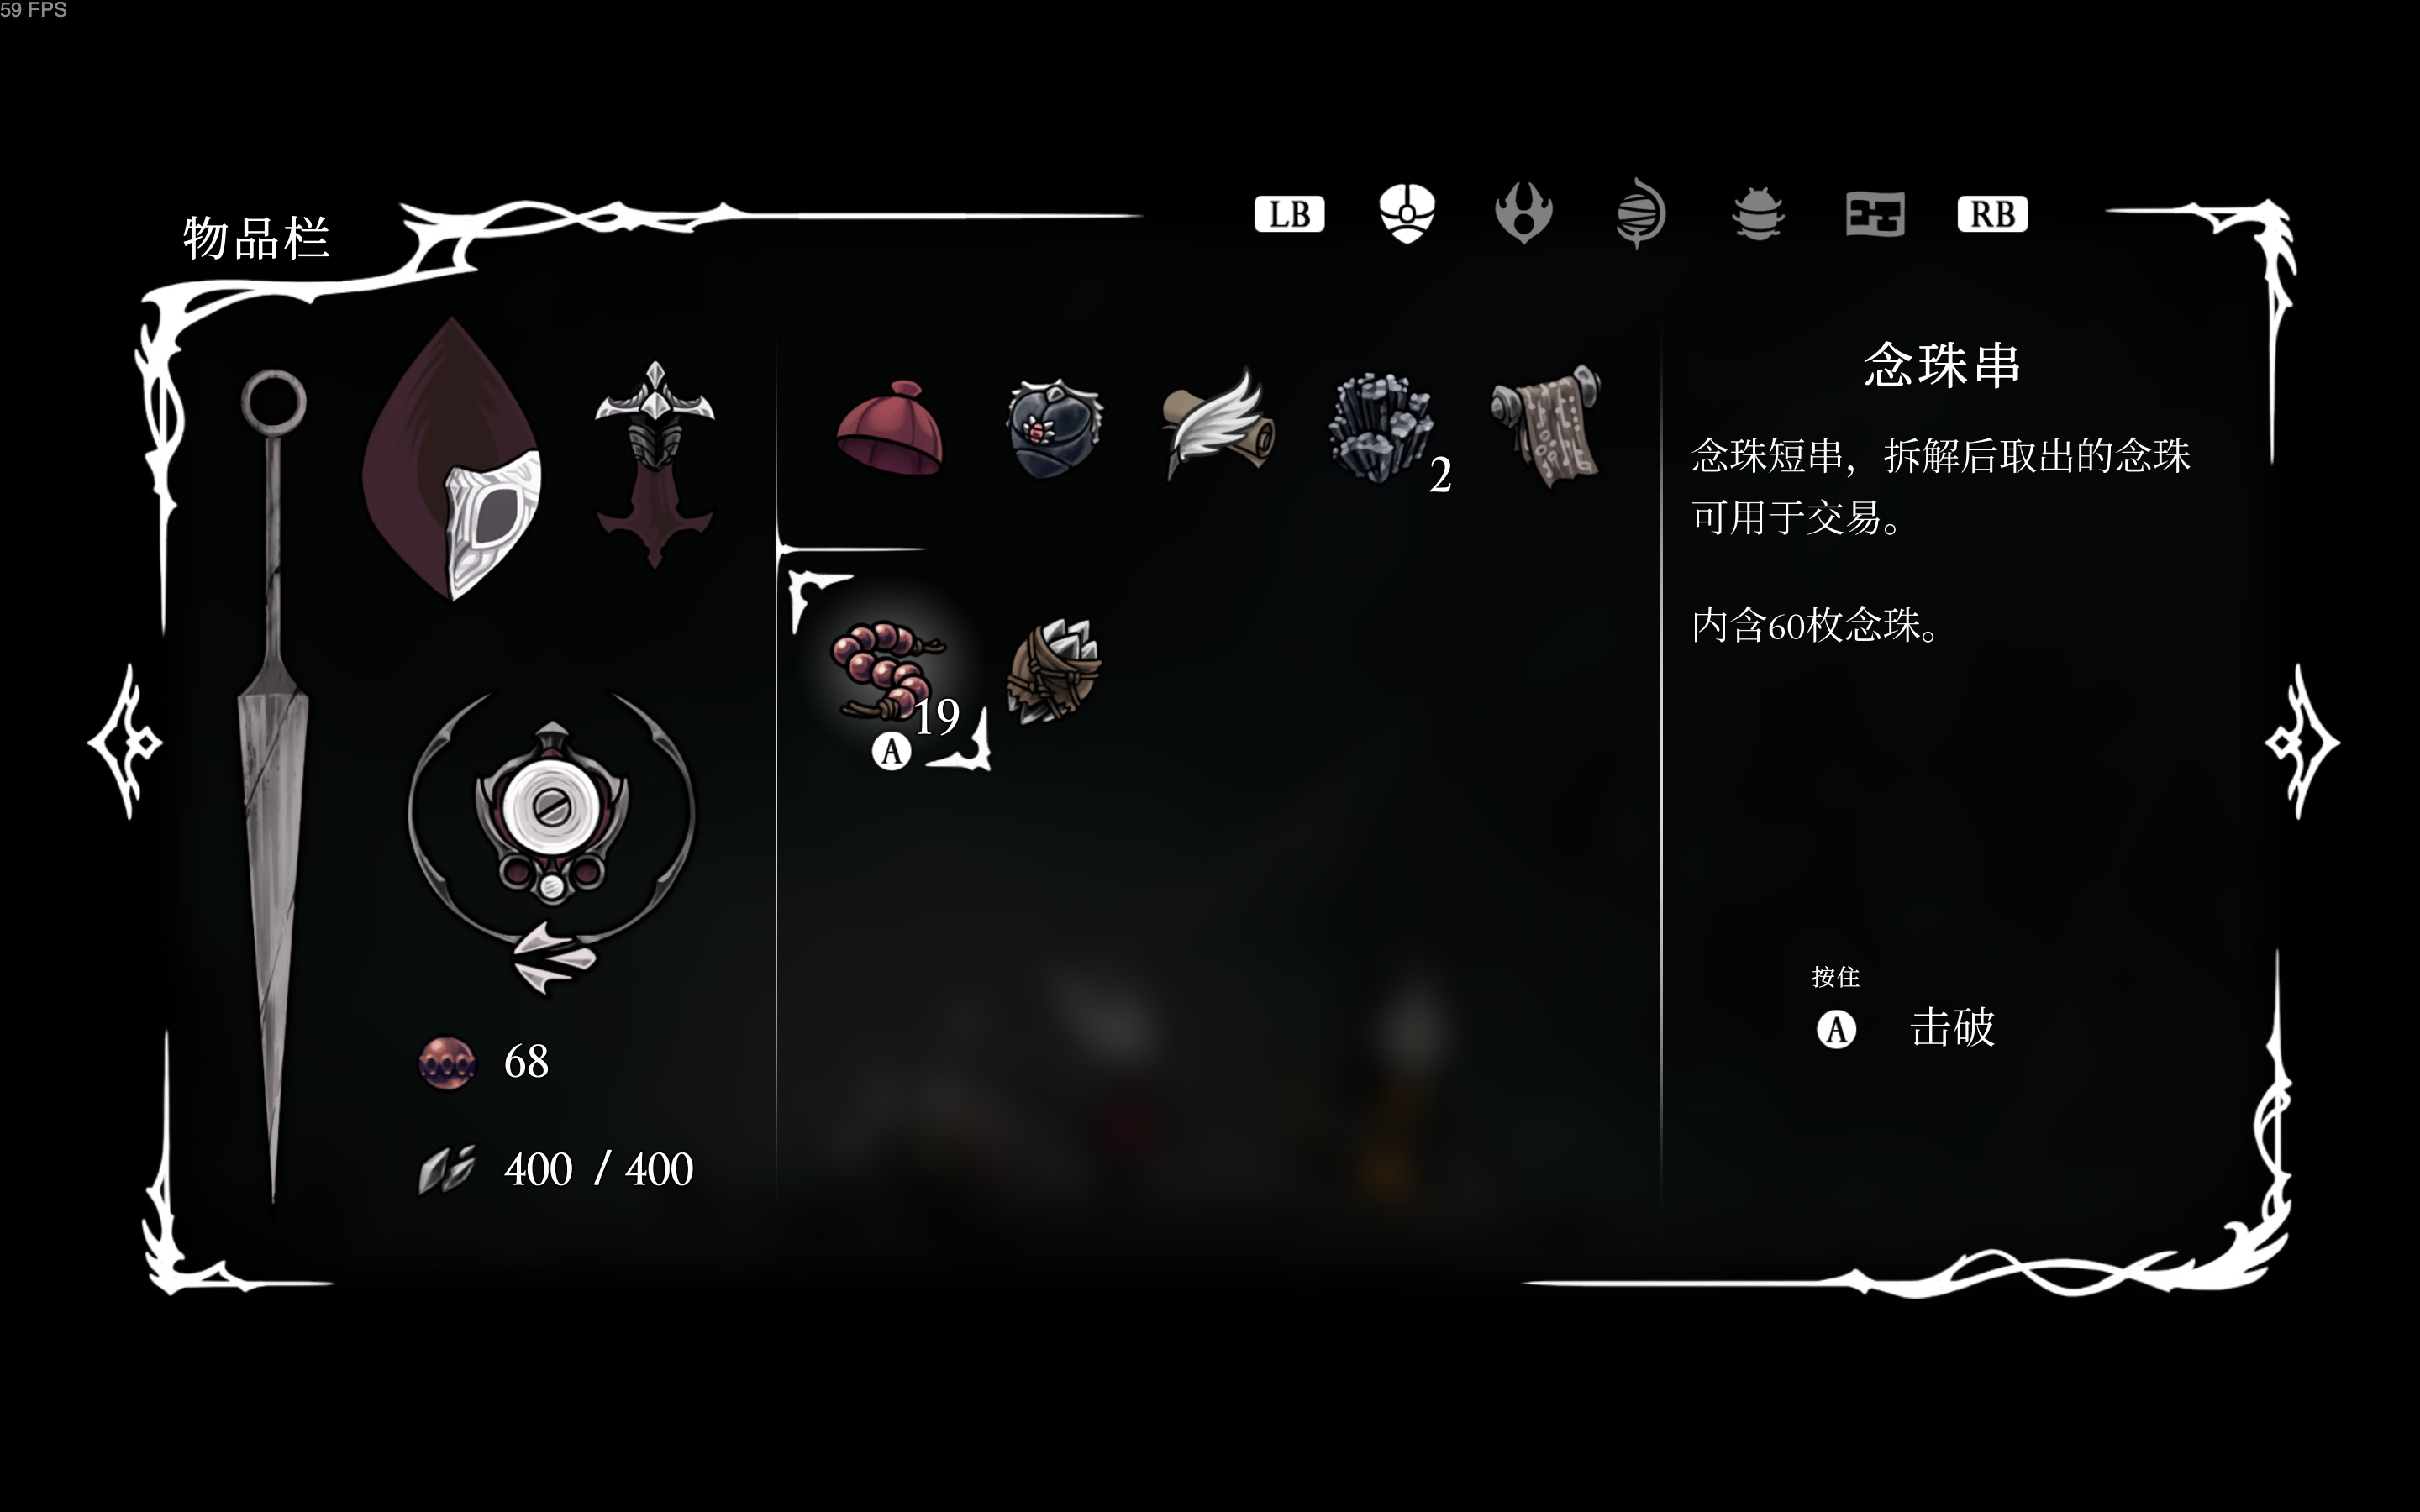 59 FPS
物品栏
LB
RB
念珠串
念珠短串，拆解后取出的念珠
可用于交易。
内含60枚念珠。
2
19
A
按住
A 击破
68
400 / 400